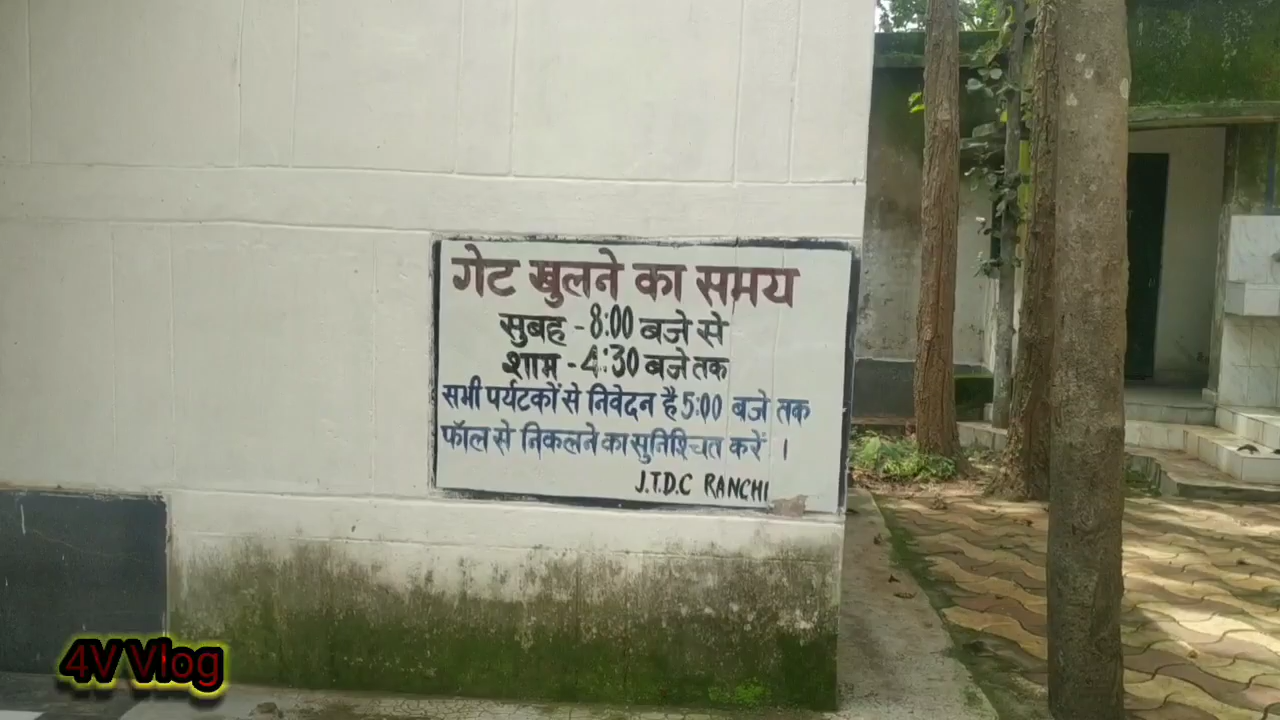 गेट खुलने का समय
सुबह - 8:00 बजे से
शाम - 4:30 बजे तक
सभी पर्यटकों से निवेदन है 5:00 बजे तक
फॉल से निकलने का सुनिश्चित करें ।
J.T.D.C RANCHI
4V Vlog